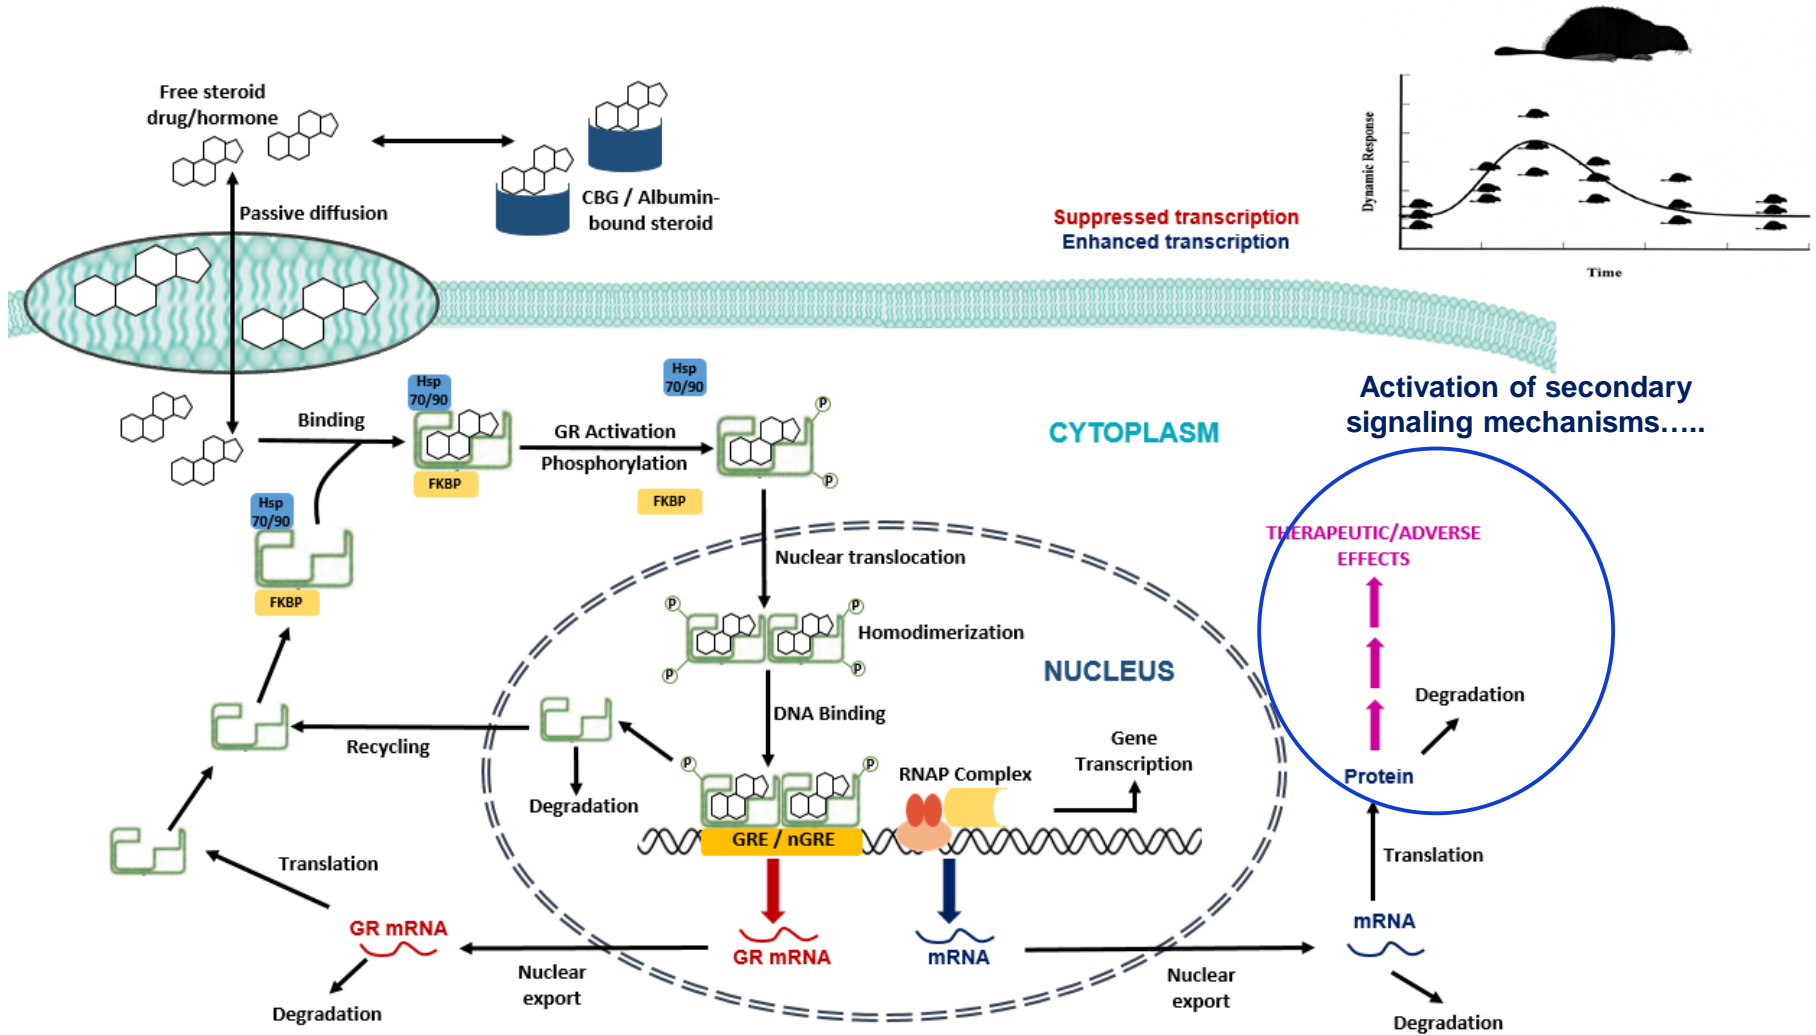 Free steroid
drug/hormone
CBG / Albumin-
bound steroid
Passive diffusion
Suppressed transcription
Enhanced transcription
Dynamic Response
Time
Hsp
70/90
FKBP
Binding
Hsp
70/90
FKBP
GR Activation
Phosphorylation
Hsp
70/90
FKBP
P
P
CYTOPLASM
Activation of secondary
signaling mechanisms.....
THERAPEUTIC/ADVERSE
EFFECTS
Degradation
Protein
Translation
mRNA
Degradation
Nuclear translocation
P
P
P
P
Homodimerization
NUCLEUS
DNA Binding
P
P
GRE / nGRE
RNAP Complex
Gene
Transcription
Recycling
Degradation
GR mRNA
mRNA
Nuclear
export
Nuclear
export
Translation
GR mRNA
Degradation